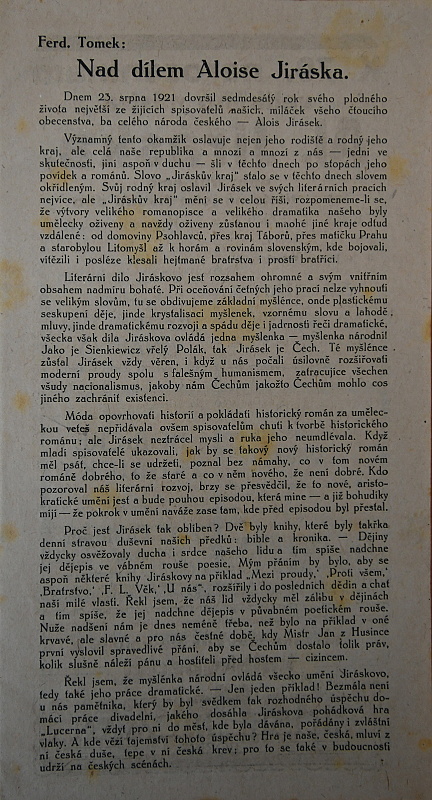 Ferd. Tomek:
Nad dílem Aloise Jiráska.
Dnem 23. srpna 1921 dovršil sedmdesátý rok svého plodného
života největší ze žijících spisovatelů našich, miláček všeho čtoucího
obecenstva, ba celého národa českého — Alois Jirásek.
Významný tento okamžik oslavuje nejen jeho rodiště a rodný jeho
kraj, ale celá naše republika a mnozí a mnozí z nás — jedni ve
skutečnosti, jiní aspoň v duchu — šli v těchto dnech po stopách jeho
povídek a románů. Slovo „Jiráskův kraj" stalo se v těchto dnech slovem
okřídleným. Svůj rodný kraj oslavil Jirásek ve svých literárních pracích
nejvíce, ale „Jiráskův kraj" mění se v celou říši, rozpomeneme-li se,
že výtvory velikého romanopisce a velikého dramatika našeho byly
umělecky oživeny a navždy oživeny zůstanou i mnohé jiné kraje odtud
vzdálené: od domoviny Psohlavců, přes kraj Táborů, přes matičku Prahu
a starobylou Litomyšl až k horám a rovinám slovenským, kde bojovali,
vítězili i posléze klesali hejtmané bratrstva i prostí bratříci.
Literární dílo Jiráskovo jest rozsahem ohromné a svým vnitřním
obsahem nadmíru bohaté. Při oceňování četných jeho prací nelze vyhnouti
se velikým slovům, tu se obdivujeme základní myšlénce, onde plastickému
seskupení děje, jinde krystalisaci myšlenek, vzornému slovu a lahodě
mluvy, jinde dramatickému rozvoji a spádu děje i jadrnosti řeči dramatické,
všecka však díla Jiráskova ovládá jedna myšlenka — myšlenka národní!
Jako je Sienkiewicz vřelý Polák, tak Jirásek je Čech. Té myšlénce
zůstal Jirásek vždy věren, i když u nás počali úsilovně rozšiřovati
moderní proudy spolu s falešným humanismem, zatracujíce všechen
všudy nacionalismus, jakoby nám Čechům jakožto Čechům mohlo cos
jiného zachrániť existenci.
Móda opovrhovati historií a pokládati historický román za umělec-
kou veteš nepřidávala ovšem spisovatelům chuti k tvorbě historického
románu; ale Jirásek neztrácel mysli a ruka jeho neumdlévala. Když
mladí spisovatelé ukazovali, jak by se takový nový historický román
měl psáť, chce-li se udržeti, poznal bez námahy, co v tom novém
románě dobrého, to že staré a co v něm nového, že není dobré. Kdo
pozoroval náš literární rozvoj, brzy se přesvědčil, že to nové, aristo-
kratické umění jest a bude pouhou episodou, která mine — a již bohudíky
míjí — že pokrok v umění naváže zase tam, kde před episodou byl přestal.
Proč jest Jirásek tak oblíben? Dvě byly knihy, které byly takřka
denní stravou duševní našich předků: bible a kronika. — Dějiny
vždycky osvěžovaly ducha i srdce našeho lidu a tím spíše nadchne
jej dějepis ve vábném rouše poesie. Mým přáním by bylo, aby se
aspoň některé knihy Jiráskovy na příklad „Mezi proudy,' ‚Proti všem,'
‚Bratrstvo,' ‚F. L. Věk,' ‚U nás", rozšířily i do posledních dědin a chat
naší milé vlasti. Řekl jsem, že náš lid vždycky měl zálibu v dějinách
a tím spíše, že jej nadchne dějepis v půvabném poetickém rouše.
Nuže nadšení nám je dnes neméně třeba, než bylo na příklad v oné
krvavé, ale slavné a pro nás čestné době, kdy Mistr Jan z Husince
první vyslovil spravedlivé přání, aby se Čechům dostalo tolik práv,
kolik slušně náleží pánu a hostiteli před hostem — cizincem.
Řekl jsem, že myšlénka národní ovládá všecko umění Jiráskovo,
tedy také jeho práce dramatické. — Jen jeden příklad! Bezmála není
u nás pamětníka, který by byl svědkem tak rozhodného úspěchu do-
mácí práce divadelní, jakého dosáhla Jiráskova pohádková hra
„Lucerna", vždyť pro ni do měst, kde byla dávána, pořádány i zvláštní
vlaky. A kde vězí tajemství tohoto úspěchu? Hra je naše, česká, mluví z
ní česká duše, tepe v ní česká krev; pro to se také v budoucnosti
udrží na českých scénách.